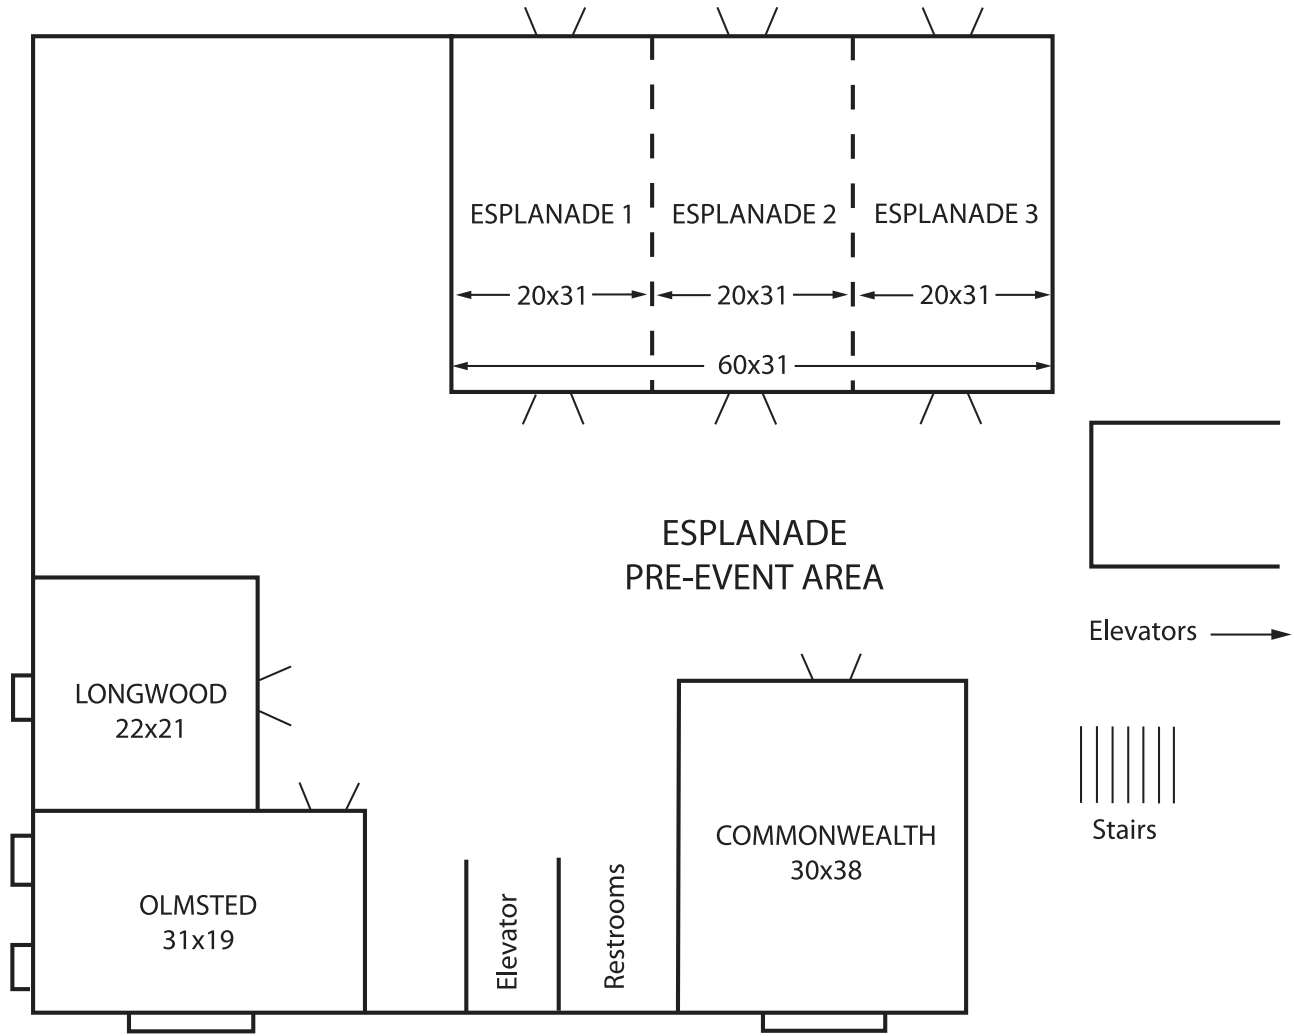 ESPLANADE 1
ESPLANADE 2
ESPLANADE 3
20x31
20x31
20x31
60x31
ESPLANADE
PRE-EVENT AREA
Elevators
LONGWOOD
22x21
Stairs
COMMONWEALTH
30x38
OLMSTED
31x19
Elevator
Restrooms